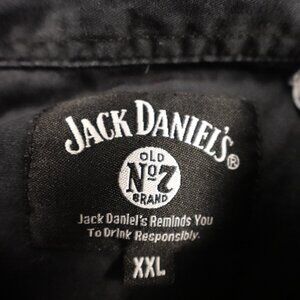 JACK DANIEL'S®
OLD
No7
BRAND
Jack Daniel's Reminds You
To Drink Responsibly.
XXL